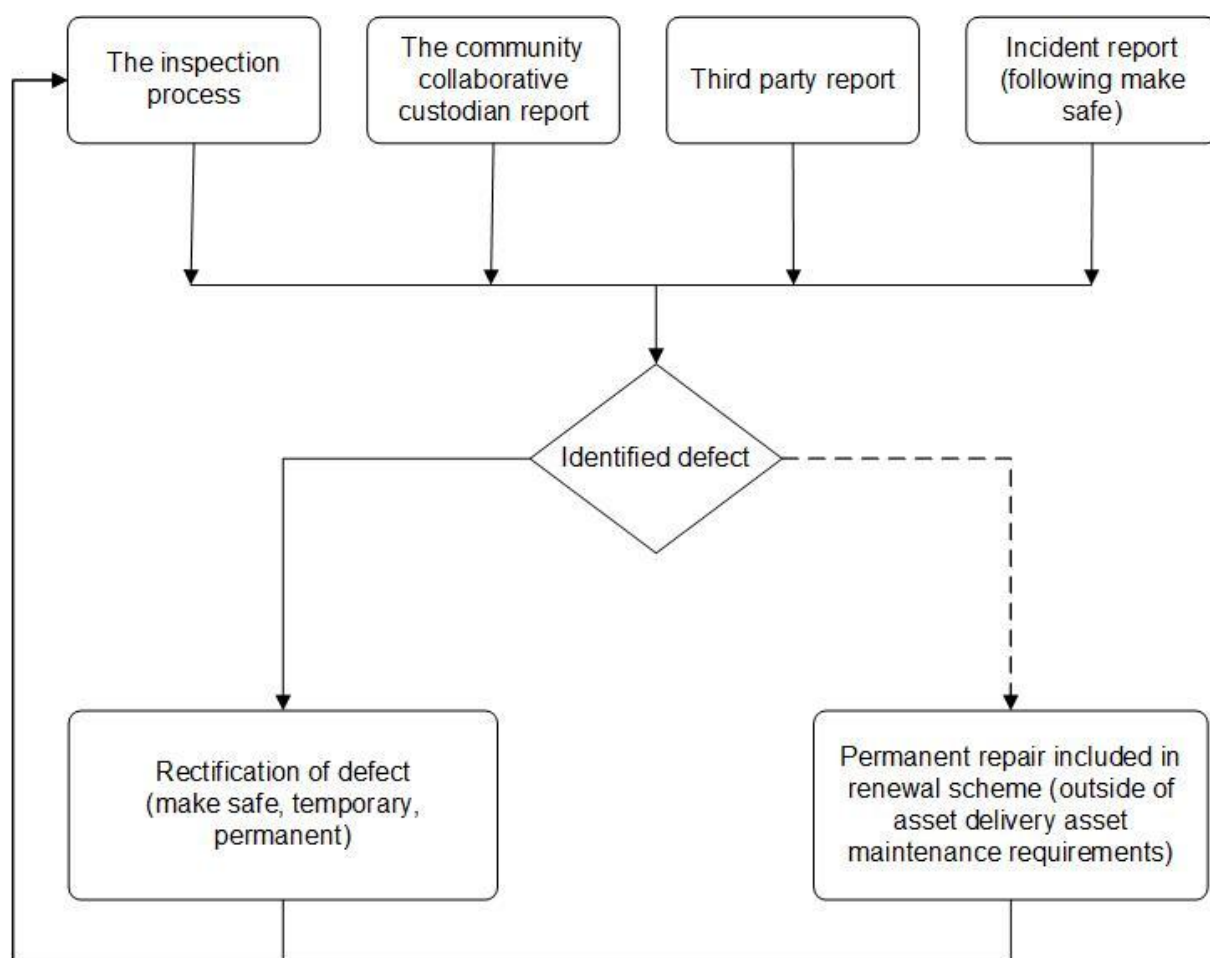 The inspection
process
The community
collaborative
custodian report
Third party report
Incident report
(following make
safe)
Identified defect
Rectification of defect
(make safe, temporary,
permanent)
Permanent repair included in
renewal scheme (outside of
asset delivery asset
maintenance requirements)